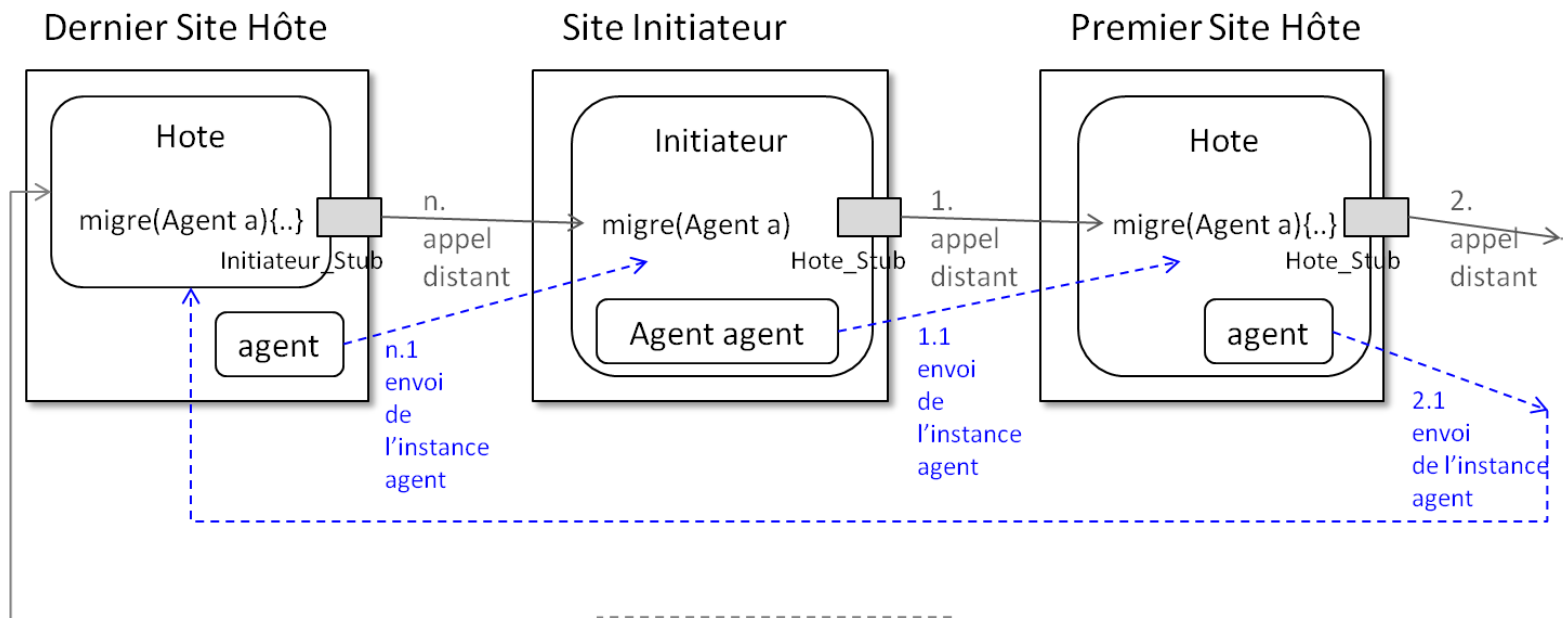 Dernier Site Hôte
Site Initiateur
Premier Site Hôte
Hote
migre(Agent a){..}
Initiateur_Stub
agent
n.
appel
distant
n.1
envoi
de
l’instance
agent
Initiateur
migre(Agent a)
Hote_Stub
Agent agent
1.
appel
distant
1.1
envoi
de
l’instance
agent
Hote
migre(Agent a){..}
Hote_Stub
agent
2.
appel
distant
2.1
envoi
de l’instance
agent